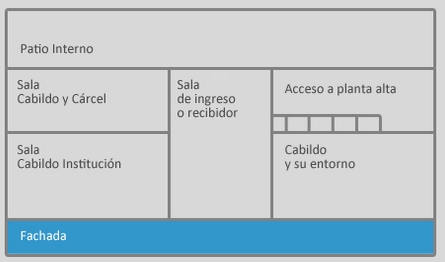 Patio Interno
Sala
Cabildo y Cárcel
Sala
de ingreso
o recibidor
Acceso a planta alta
Sala
Cabildo Institución
Cabildo
y su entorno
Fachada